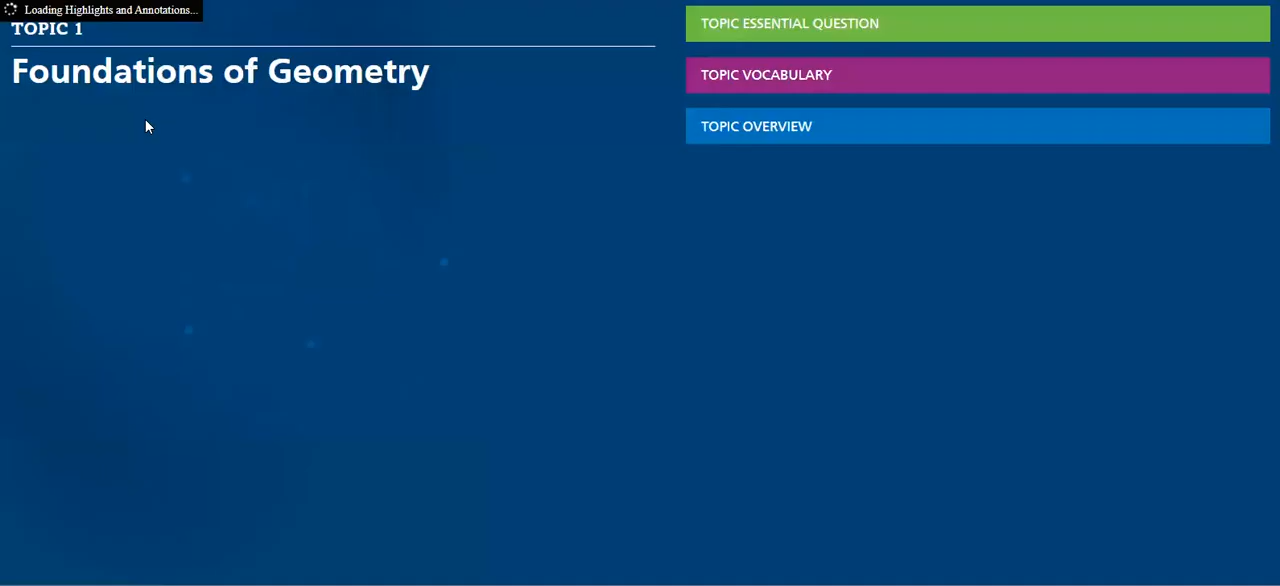 Loading Highlights and Annotations...
TOPIC 1
Foundations of Geometry
TOPIC ESSENTIAL QUESTION
TOPIC VOCABULARY
TOPIC OVERVIEW